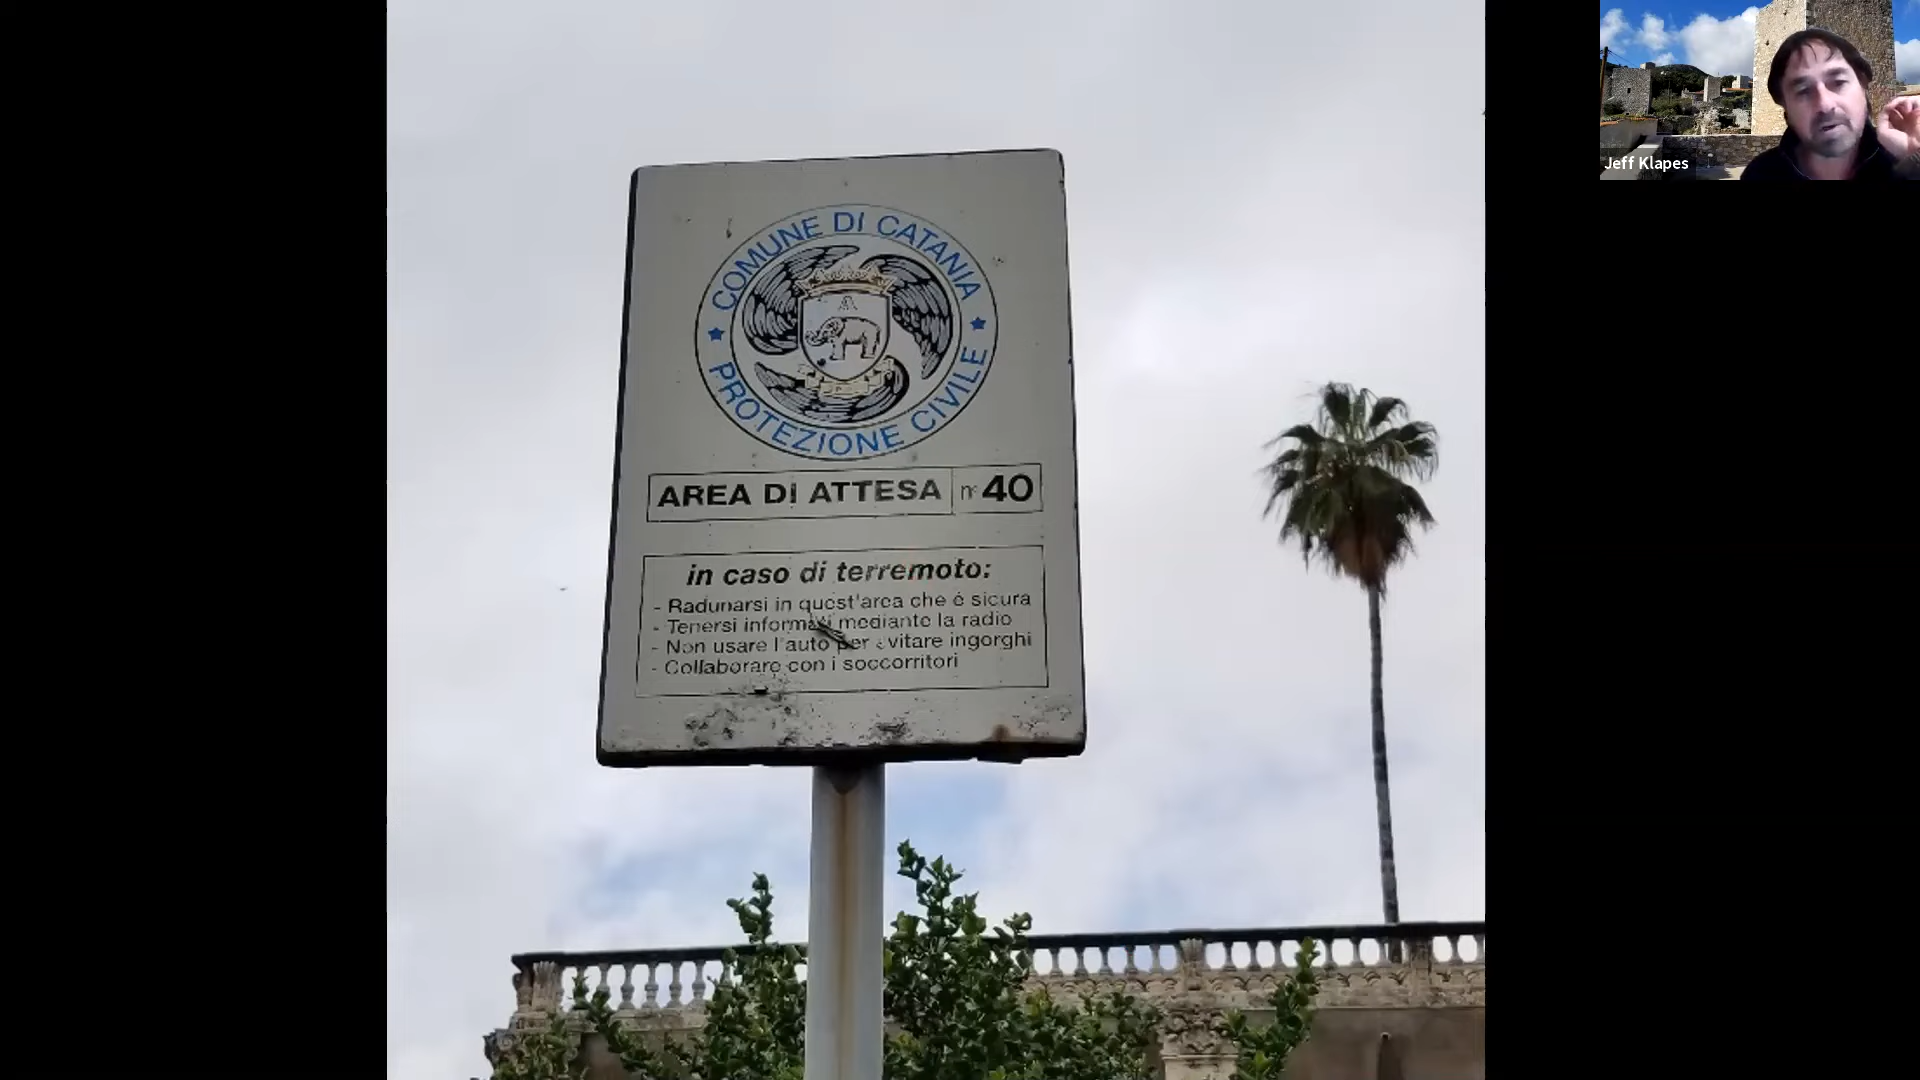 COMUNE DI CATANIA
PROTEZIONE CIVILE
AREA DI ATTESA n° 40
in caso di terremoto:
- Radunarsi in quest'area che é sicura
- Tenersi informati mediante la radio
- Non usare l'auto per evitare ingorghi
- Collaborare con i soccorritori
Jeff Klapes